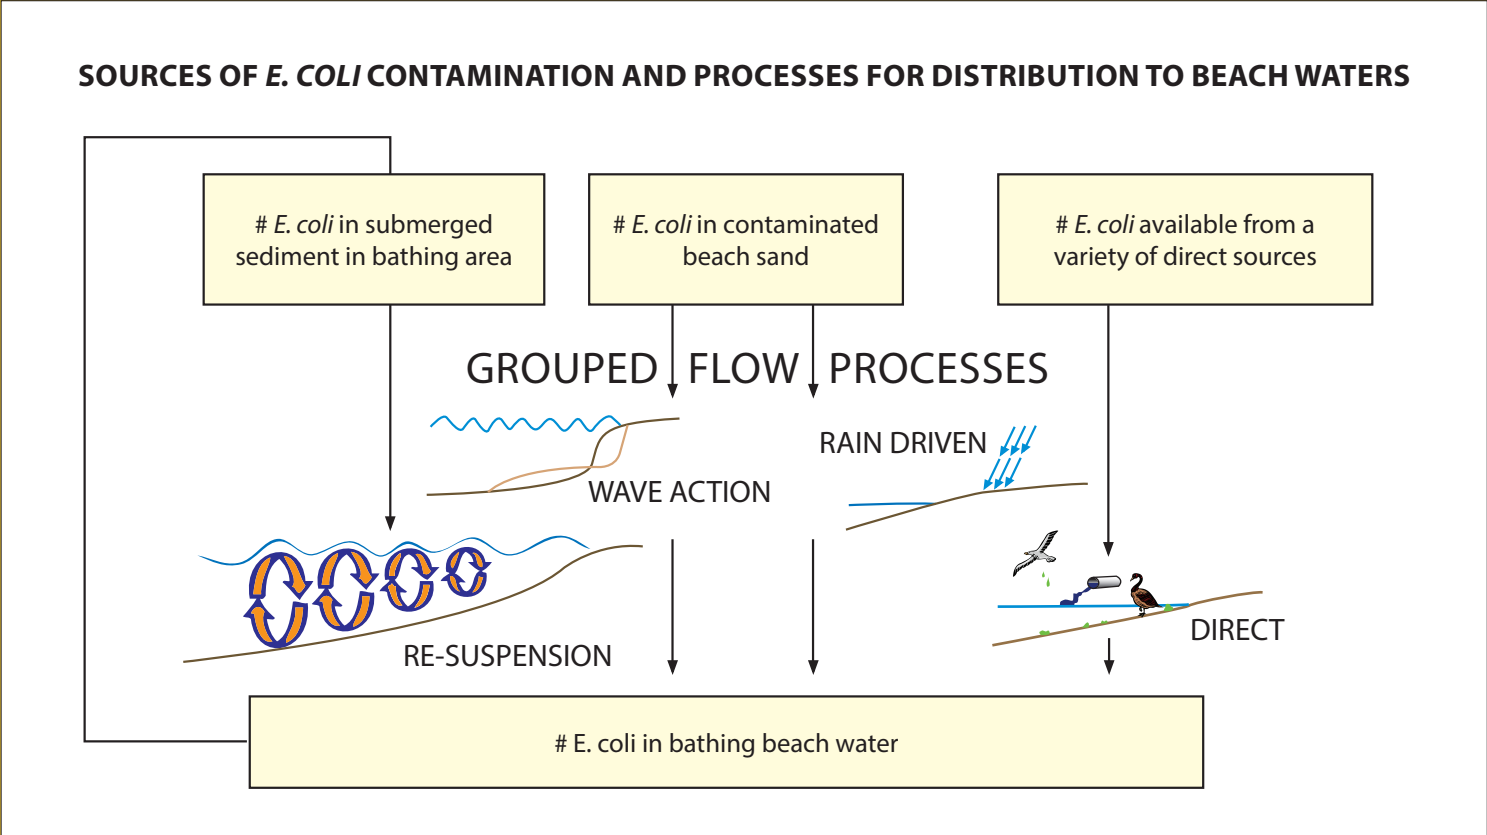 SOURCES OF E. COLI CONTAMINATION AND PROCESSES FOR DISTRIBUTION TO BEACH WATERS
# E. coli in submerged
sediment in bathing area
# E. coli in contaminated
beach sand
# E. coli available from a
variety of direct sources
GROUPED FLOW PROCESSES
RAIN DRIVEN
WAVE ACTION
DIRECT
RE-SUSPENSION
# E. coli in bathing beach water